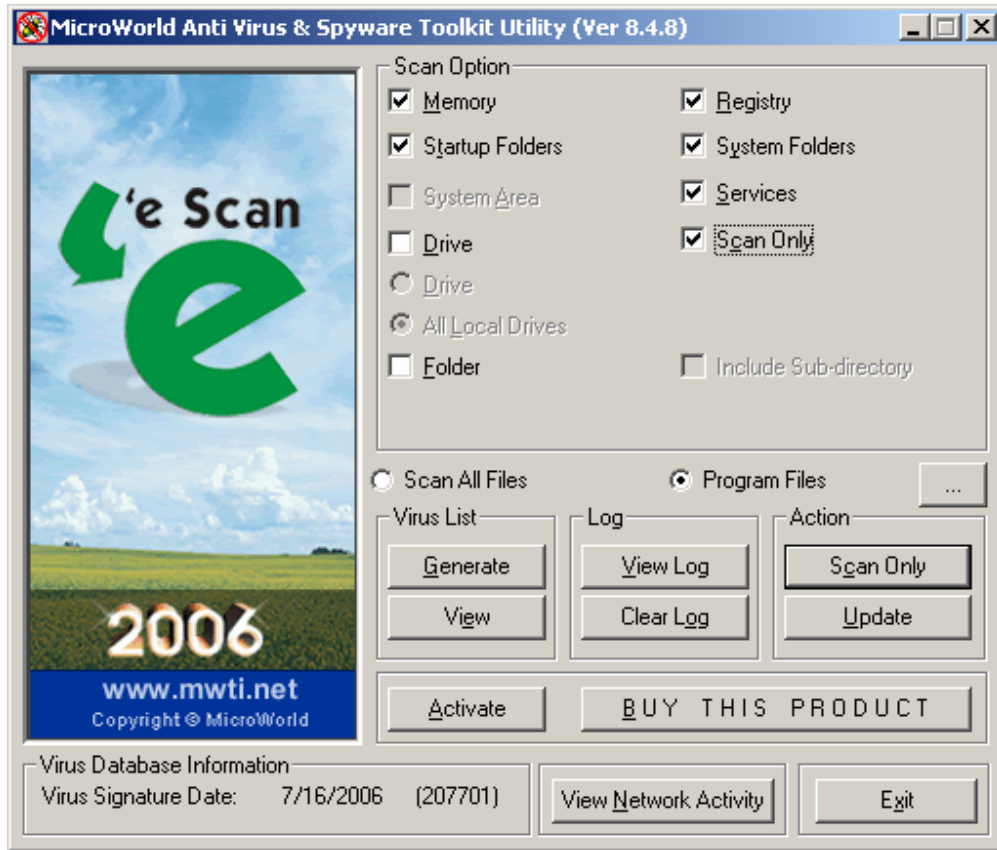 MicroWorld Anti Virus & Spyware Toolkit Utility (Ver 8.4.8)
'e Scan
e
2006
www.mwti.net
Copyright © MicroWorld
Scan Option
Memory
Registry
Startup Folders
System Folders
System Area
Services
Drive
Scan Only
Drive
All Local Drives
Folder
Include Sub-directory
Scan All Files
Program Files
...
Virus List
Generate
View
Log
View Log
Clear Log
Action
Scan Only
Update
Activate
BUY THIS PRODUCT
Virus Database Information
Virus Signature Date: 7/16/2006 (207701)
View Network Activity
Exit